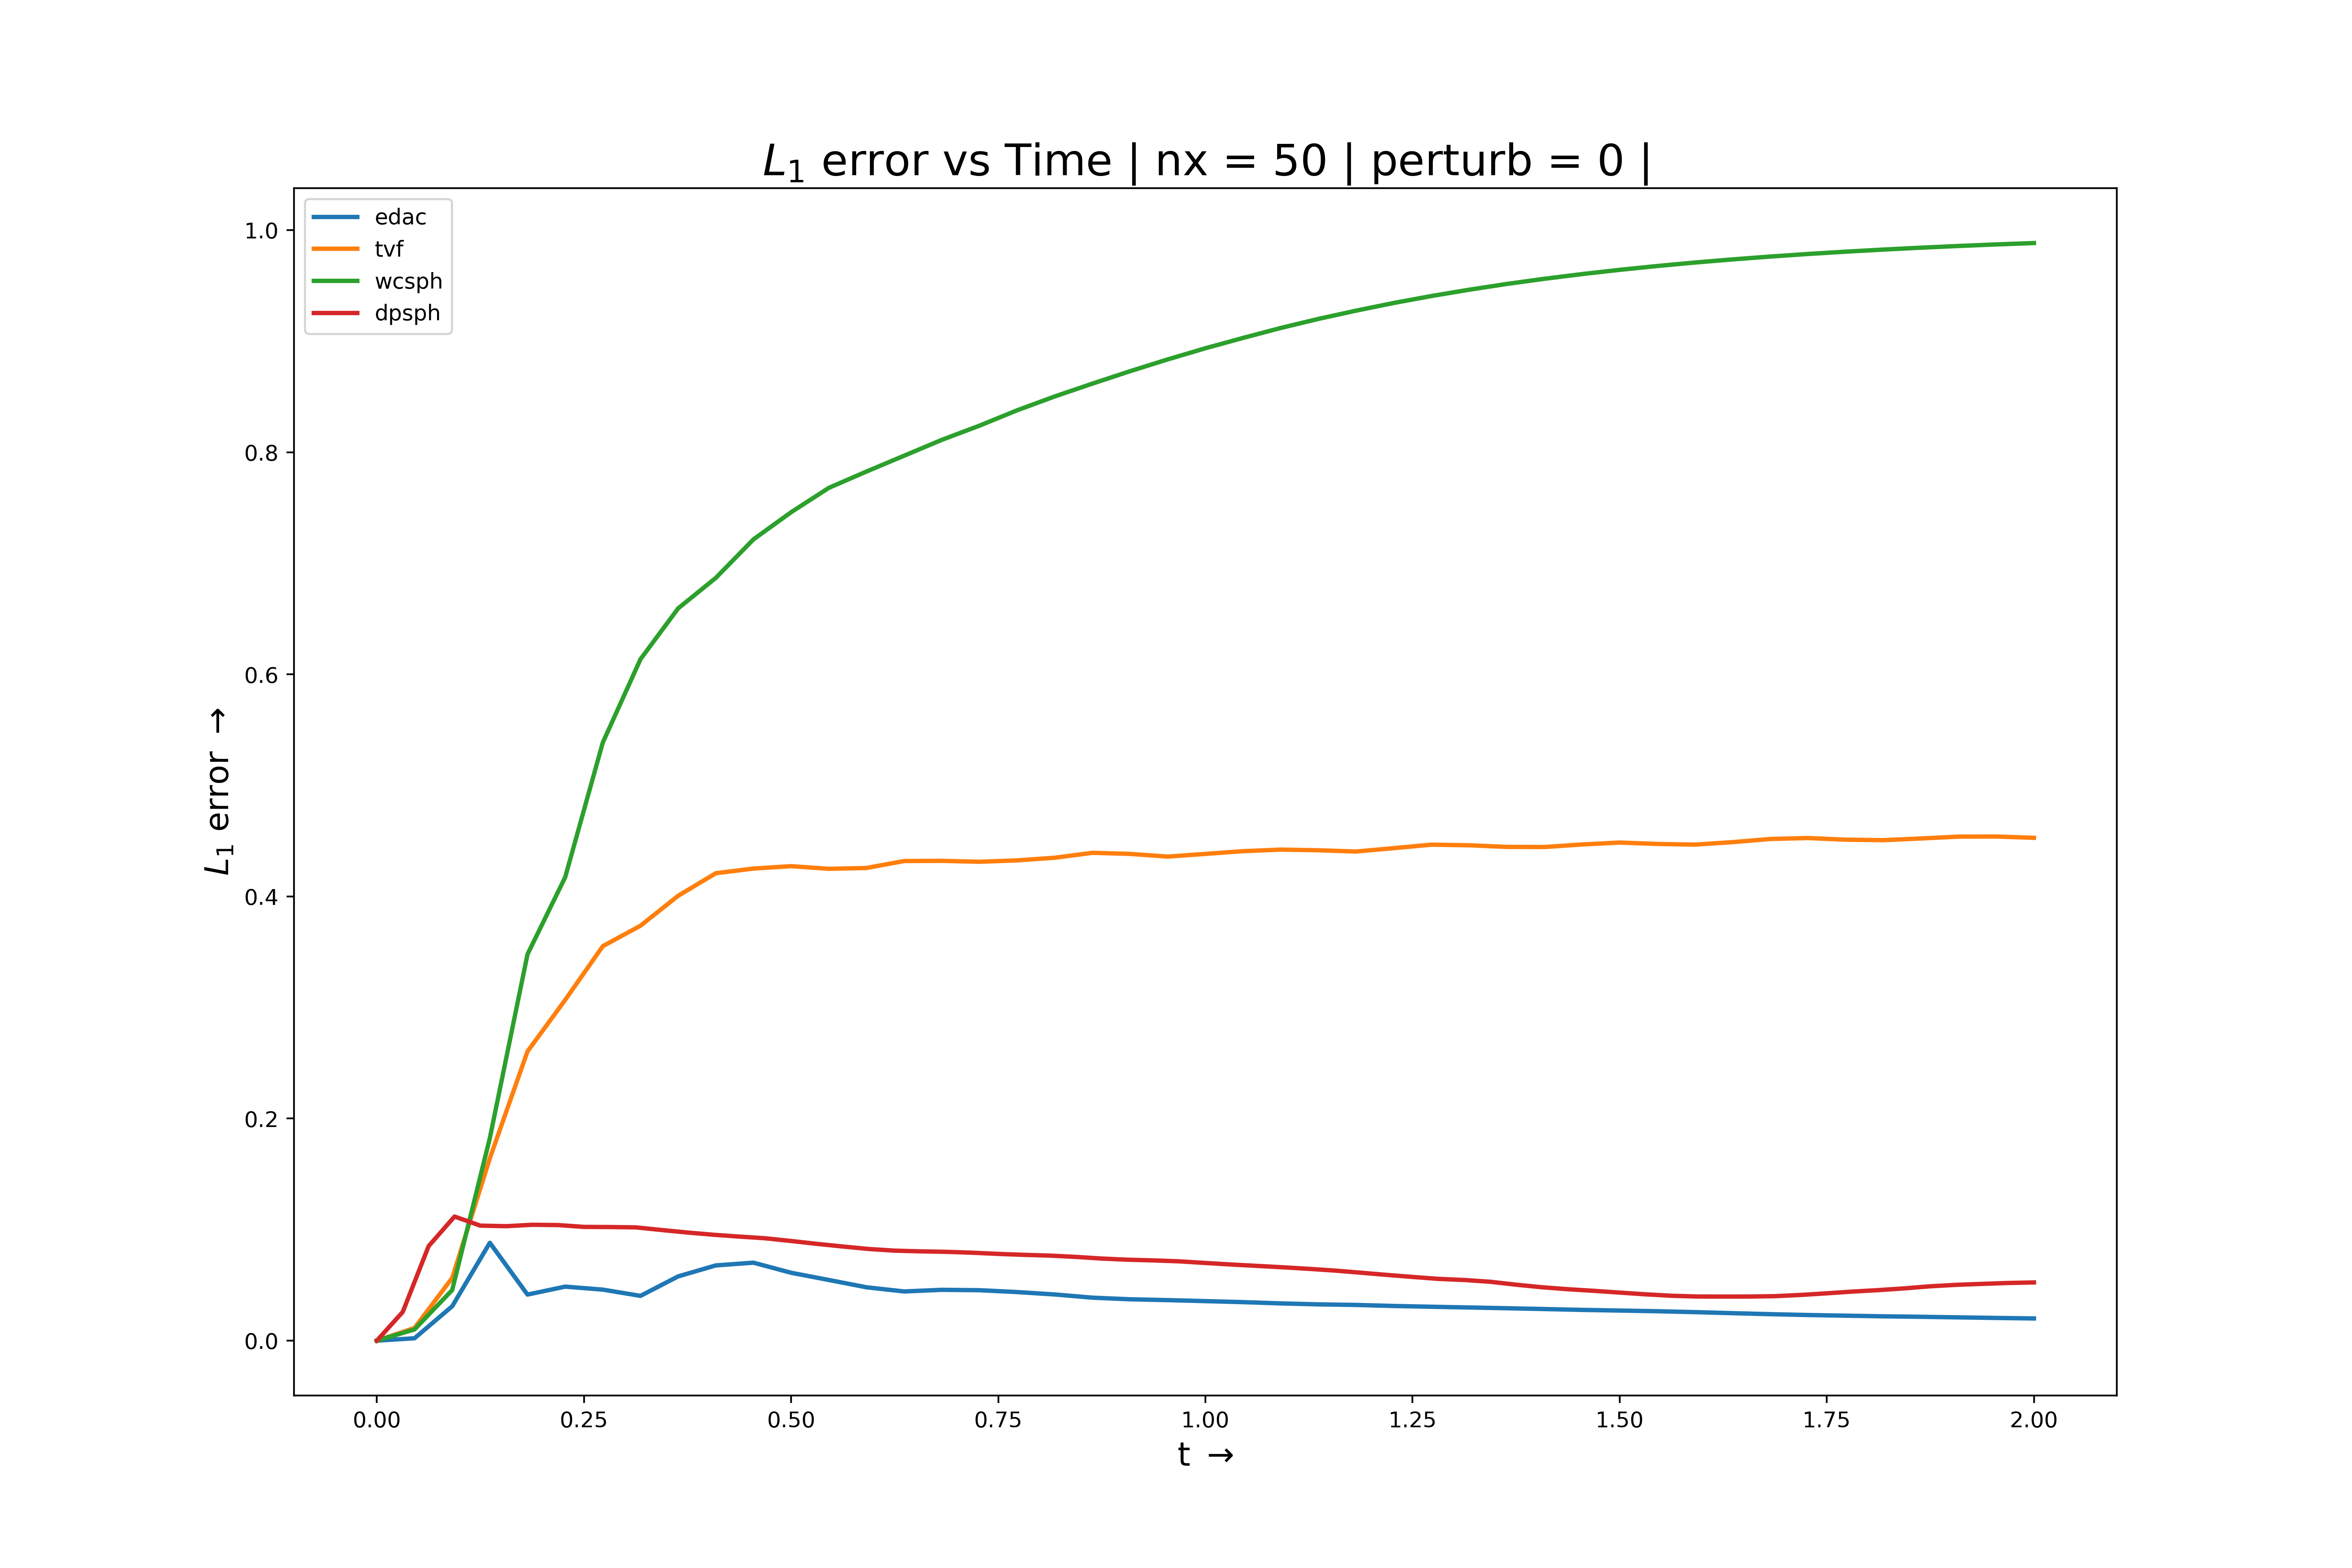 L1 error vs Time | nx = 50 | perturb = 0 |
edac
tvf
wcsph
dpsph
1.0
0.8
0.6
0.4
0.2
0.0
L1 error →
0.00 0.25 0.50 0.75 1.00 1.25 1.50 1.75 2.00
t →